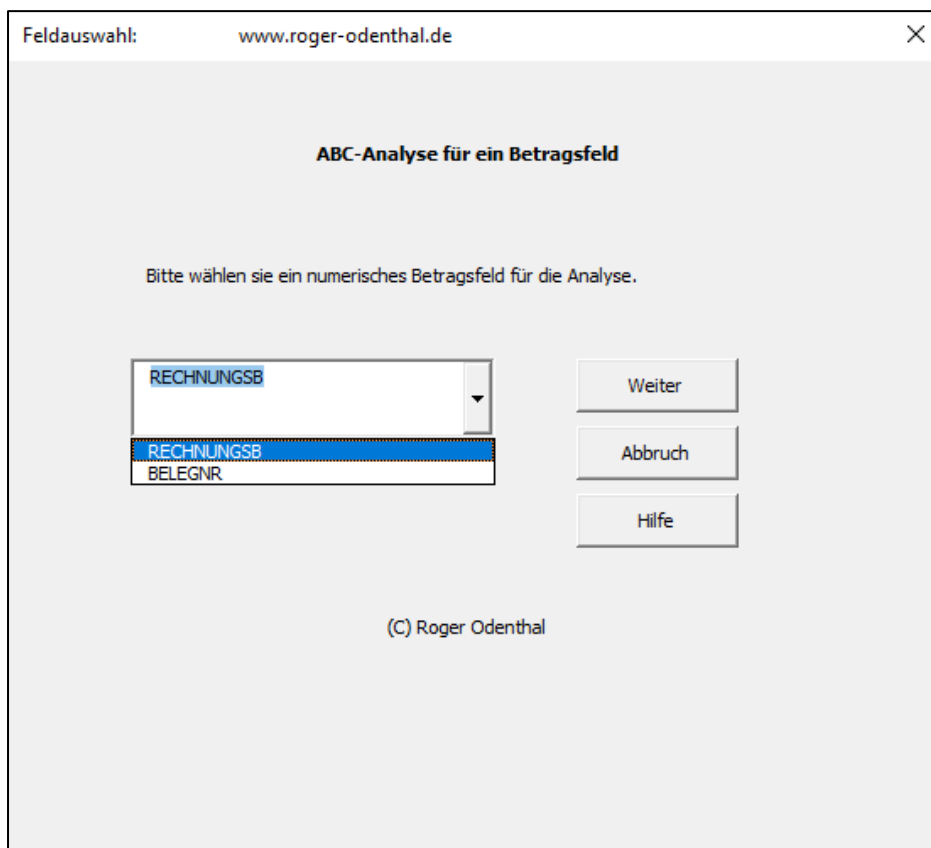 Feldauswahl: www.roger-odenthal.de
ABC-Analyse für ein Betragsfeld
Bitte wählen sie ein numerisches Betragsfeld für die Analyse.
RECHNUNGSB
RECHNUNGSB
BELEGNR
Weiter
Abbruch
Hilfe
(C) Roger Odenthal